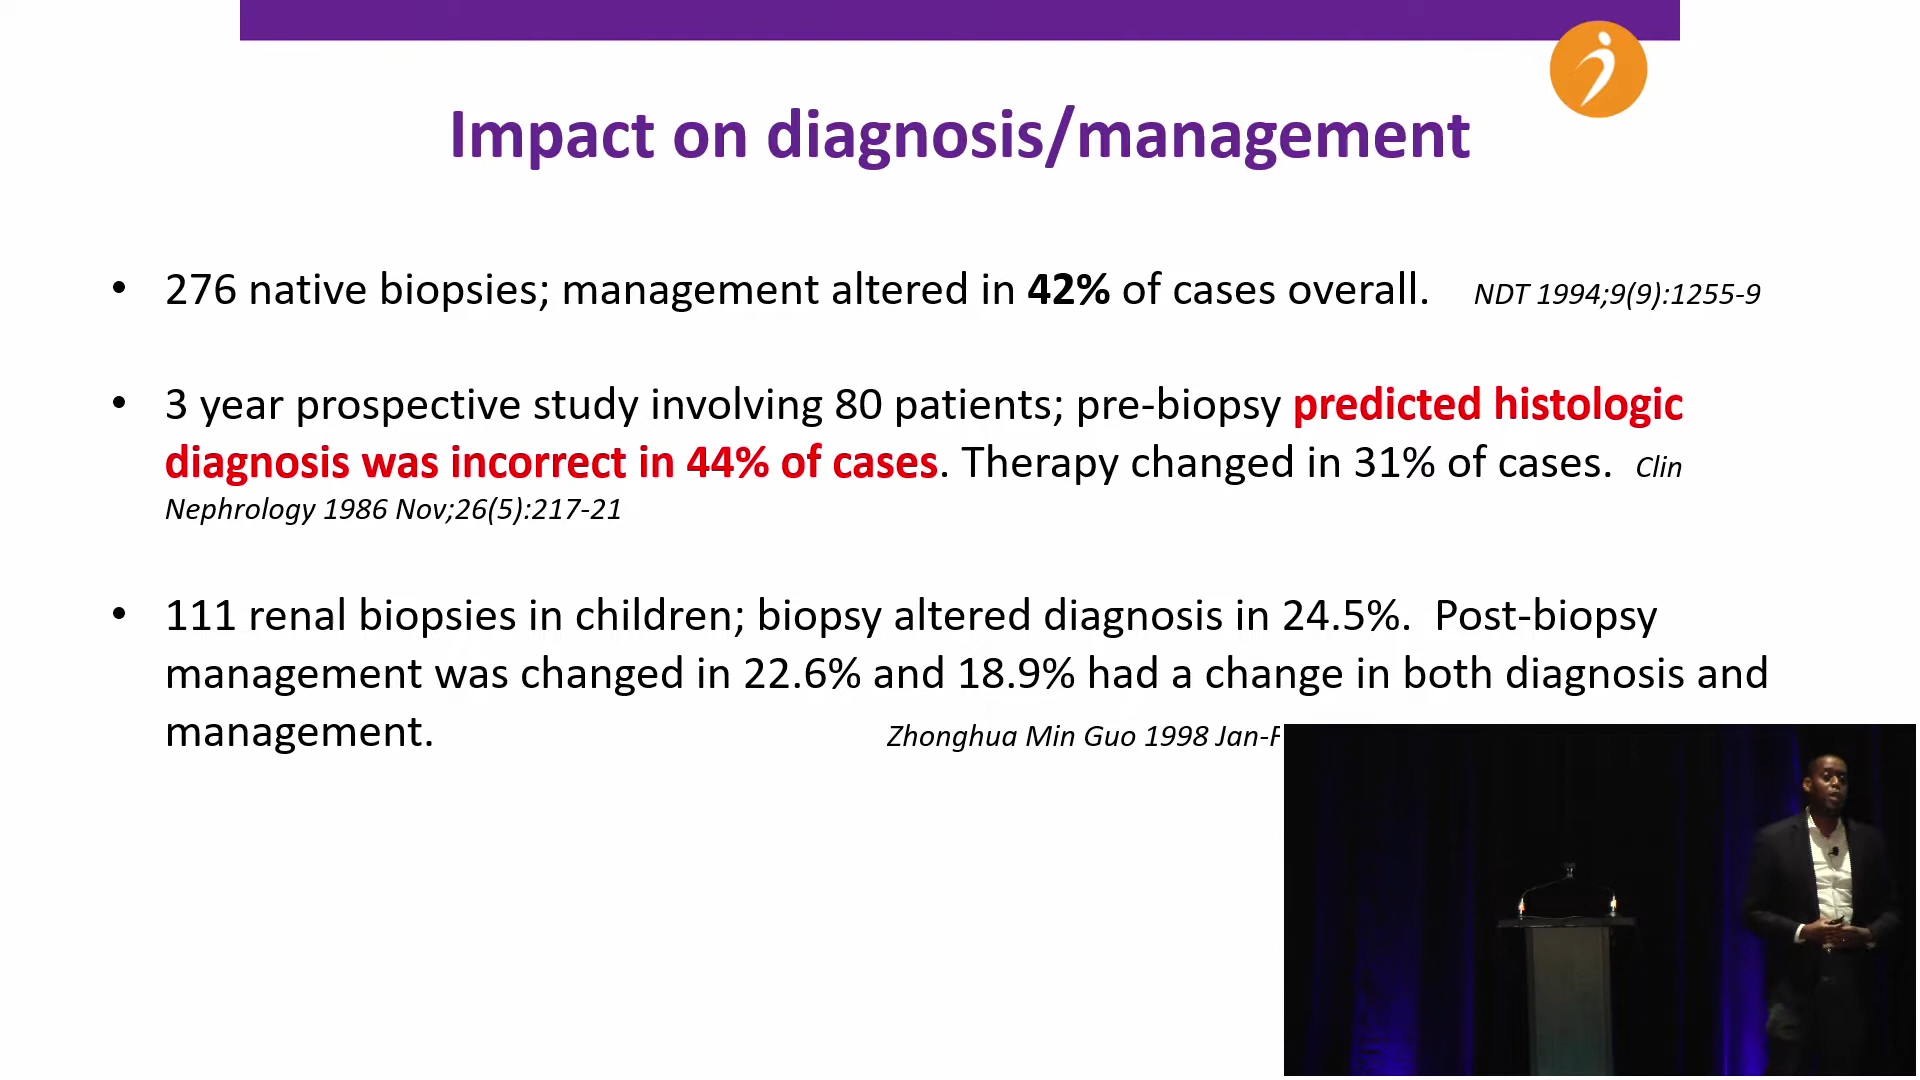 Impact on diagnosis/management
• 276 native biopsies; management altered in 42% of cases overall. NDT 1994;9(9):1255-9
• 3 year prospective study involving 80 patients; pre-biopsy predicted histologic
diagnosis was incorrect in 44% of cases. Therapy changed in 31% of cases. Clin
Nephrology 1986 Nov;26(5):217-21
• 111 renal biopsies in children; biopsy altered diagnosis in 24.5%. Post-biopsy
management was changed in 22.6% and 18.9% had a change in both diagnosis and
management. Zhonghua Min Guo 1998 Jan-